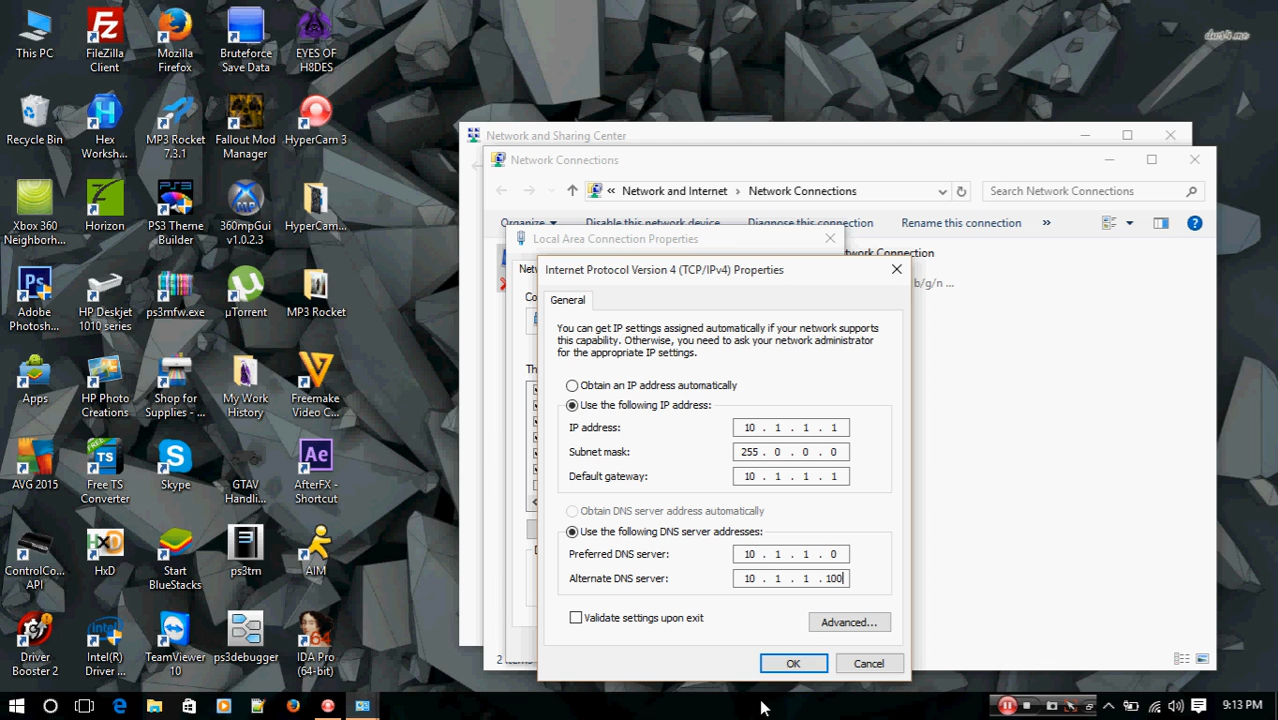 This PC
FileZilla
Client
Mozilla
Firefox
Bruteforce
Save Data
EYES OF
H8DES
Recycle Bin
Hex
Worksh...
MP3 Rocket
7.3.1
Fallout Mod
Manager
HyperCam 3
Xbox 360
Neighborh...
Horizon
PS3 Theme
Builder
360mpGui
v1.0.2.3
HyperCam...
Adobe
Photosh...
HP Deskjet
1010 series
ps3mfw.exe
µTorrent
MP3 Rocket
Apps
HP Photo
Creations
Shop for
Supplies - ...
My Work
History
Freemake
Video C...
AVG 2015
Free TS
Converter
Skype
GTAV
Handli...
AfterFX -
Shortcut
ControlCo...
API
HxD
Start
BlueStacks
ps3tm
AIM
Driver
Booster 2
Intel(R)
Driver ...
TeamViewer
10
ps3debugger
IDA Pro
(64-bit)
Network and Sharing Center
Network Connections
« Network and Internet › Network Connections
Search Network Connections
Organize
Disable this network device
Diagnose this connection
Rename this connection
»
Local Area Connection Properties
twork Connection
b/g/n ...
Internet Protocol Version 4 (TCP/IPv4) Properties
General
You can get IP settings assigned automatically if your network supports
this capability. Otherwise, you need to ask your network administrator
for the appropriate IP settings.
Obtain an IP address automatically
Use the following IP address:
IP address: 10 . 1 . 1 . 1
Subnet mask: 255 . 0 . 0 . 0
Default gateway: 10 . 1 . 1 . 1
Obtain DNS server address automatically
Use the following DNS server addresses:
Preferred DNS server: 10 . 1 . 1 . 0
Alternate DNS server: 10 . 1 . 1 . 100
Validate settings upon exit
Advanced...
OK
Cancel
9:13 PM